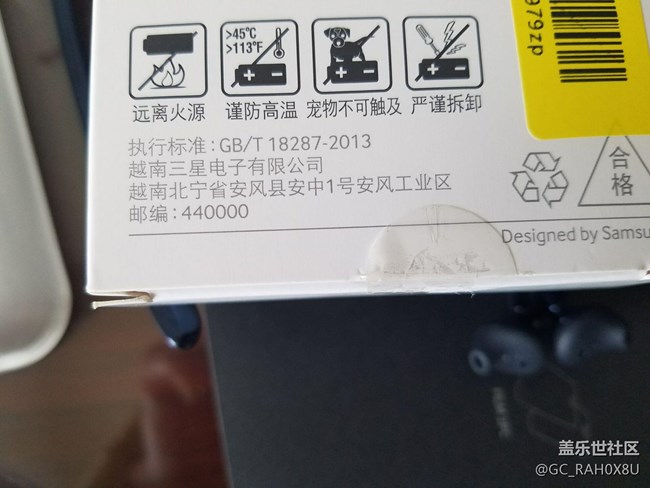 >45°C
>113°F
979zp
远离火源 谨防高温 宠物不可触及 严谨拆卸
执行标准:GB/T 18287-2013
越南三星电子有限公司
越南北宁省安风县安中1号安风工业区
邮编:440000
合格
Designed by Samsu
盖乐世社区
@GC_RAH0X8U